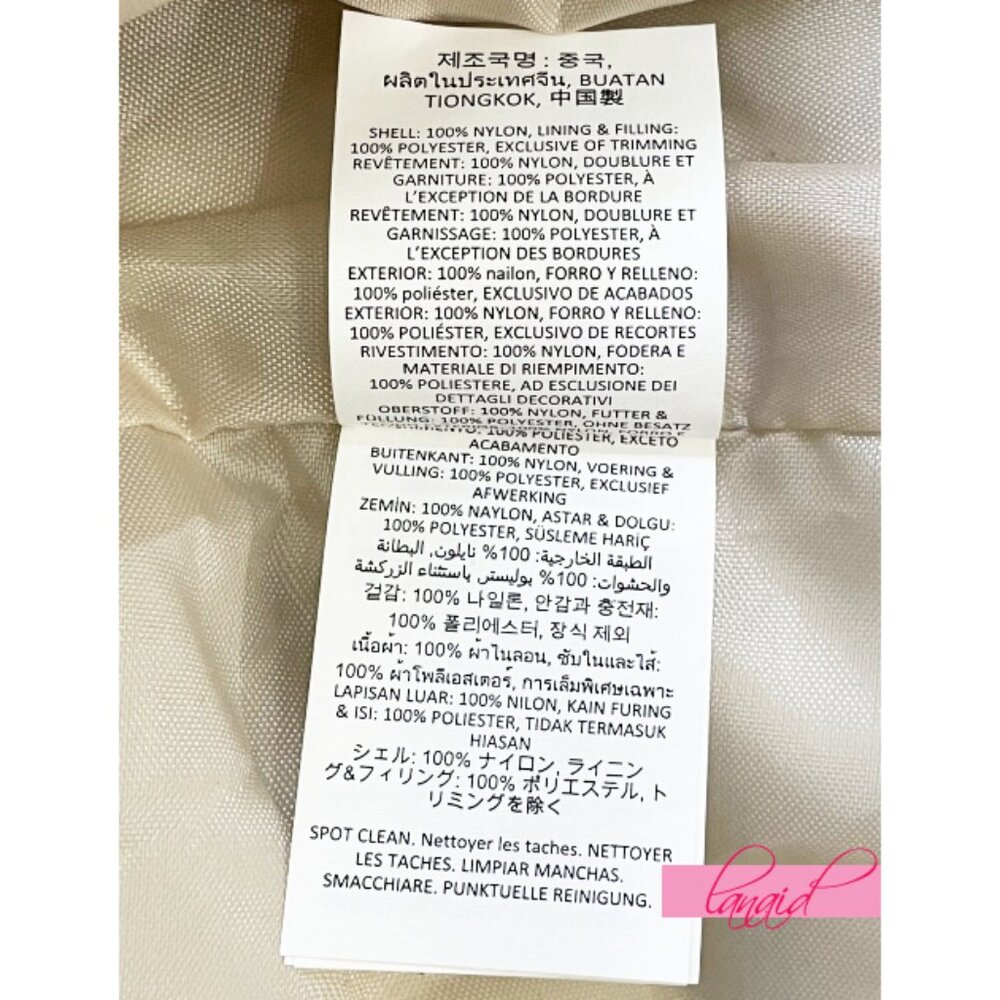 제조국명 : 중국,
ผลิตในประเทศจีน, BUATAN
TIONGKOK, 中国製
SHELL: 100% NYLON, LINING & FILLING:
100% POLYESTER, EXCLUSIVE OF TRIMMING
REVÊTEMENT: 100% NYLON, DOUBLURE ET
GARNITURE: 100% POLYESTER, À
L'EXCEPTION DE LA BORDURE
REVÊTEMENT: 100% NYLON, DOUBLURE ET
GARNISSAGE: 100% POLYESTER, À
L'EXCEPTION DES BORDURES
EXTERIOR: 100% nailon, FORRO Y RELLENO:
100% poliéster, EXCLUSIVO DE ACABADOS
EXTERIOR: 100% NYLON, FORRO Y RELLENO:
100% POLIÉSTER, EXCLUSIVO DE RECORTES
RIVESTIMENTO: 100% NYLON, FODERA E
MATERIALE DI RIEMPIMENTO:
100% POLIESTERE, AD ESCLUSIONE DEI
DETTAGLI DECORATIVI
OBERSTOFF: 100% NYLON, FUTTER &
FÜLLUNG: 100% POLYESTER, OHNE BESATZ
100% POLIÉSTER, EXCETO
ACABAMENTO
BUITENKANT: 100% NYLON, VOERING &
VULLING: 100% POLYESTER, EXCLUSIEF
AFWERKING
ZEMİN: 100% NAYLON, ASTAR & DOLGU:
100% POLYESTER, SÜSLEME HARİÇ
الطبقة الخارجية: 100% نايلون, البطانة
والحشوات: 100% بوليستر, باستثناء الزركشة
겉감: 100% 나일론, 안감과 충전재:
100% 폴리에스터, 장식 제외
เนื้อผ้า: 100% ผ้าไนลอน, ซับในและไส้:
100% ผ้าโพลีเอสเตอร์, การเล็มพิเศษเฉพาะ
LAPISAN LUAR: 100% NILON, KAIN FURING
& ISI: 100% POLIESTER, TIDAK TERMASUK
HIASAN
シェル: 100% ナイロン, ライニン
グ&フィリング: 100% ポリエステル, ト
リミングを除く
SPOT CLEAN. Nettoyer les taches. NETTOYER
LES TACHES. LIMPIAR MANCHAS.
SMACCHIARE. PUNKTUELLE REINIGUNG.
lanaid